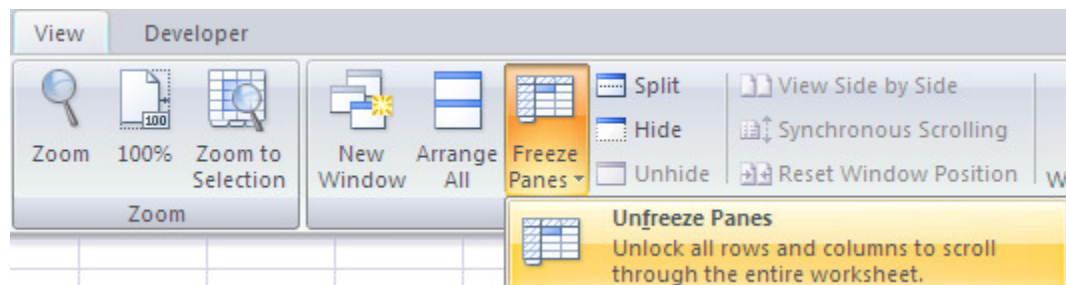 View Developer
Zoom 100% Zoom to Selection New Window Arrange All Freeze Panes
Split
Hide
Unhide
View Side by Side
Synchronous Scrolling
Reset Window Position
W
Zoom
100
Unfreeze Panes
Unlock all rows and columns to scroll
through the entire worksheet.